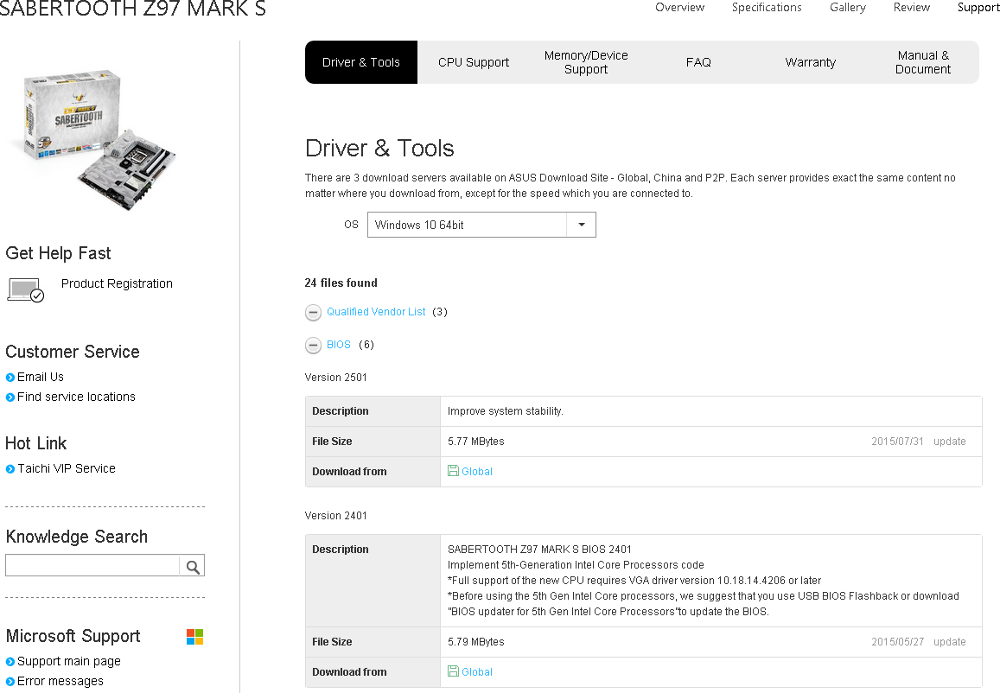 SABERTOOTH Z97 MARK S
Overview Specifications Gallery Review Support
Driver & Tools
CPU Support
Memory/Device
Support
FAQ
Warranty
Manual &
Document
SABERTOOTH
Get Help Fast
Product Registration
Customer Service
Email Us
Find service locations
Hot Link
Taichi VIP Service
Knowledge Search
Microsoft Support
Support main page
Error messages
Driver & Tools
There are 3 download servers available on ASUS Download Site - Global, China and P2P. Each server provides exact the same content no
matter where you download from, except for the speed which you are connected to.
OS Windows 10 64bit
24 files found
Qualified Vendor List (3)
BIOS (6)
Version 2501
Description Improve system stability.
File Size 5.77 MBytes 2015/07/31 update
Download from Global
Version 2401
Description SABERTOOTH Z97 MARK S BIOS 2401
Implement 5th-Generation Intel Core Processors code
*Full support of the new CPU requires VGA driver version 10.18.14.4206 or later
*Before using the 5th Gen Intel Core processors, we suggest that you use USB BIOS Flashback or download
"BIOS updater for 5th Gen Intel Core Processors"to update the BIOS.
File Size 5.79 MBytes 2015/05/27 update
Download from Global